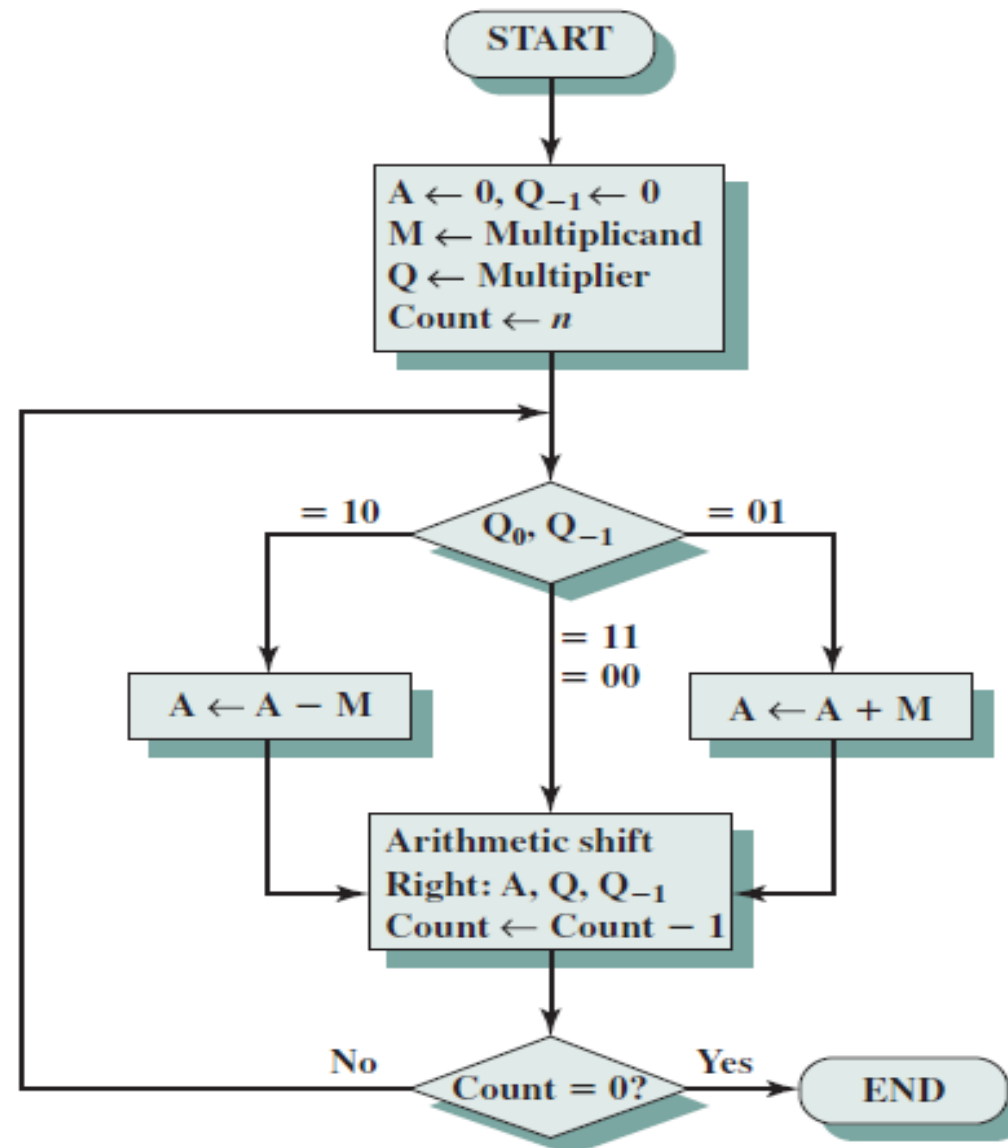 START
A ← 0, Q₋₁ ← 0
M ← Multiplicand
Q ← Multiplier
Count ← n
= 10
Q₀, Q₋₁
= 01
= 11
= 00
A ← A − M
A ← A + M
Arithmetic shift
Right: A, Q, Q₋₁
Count ← Count − 1
No
Count = 0?
Yes
END